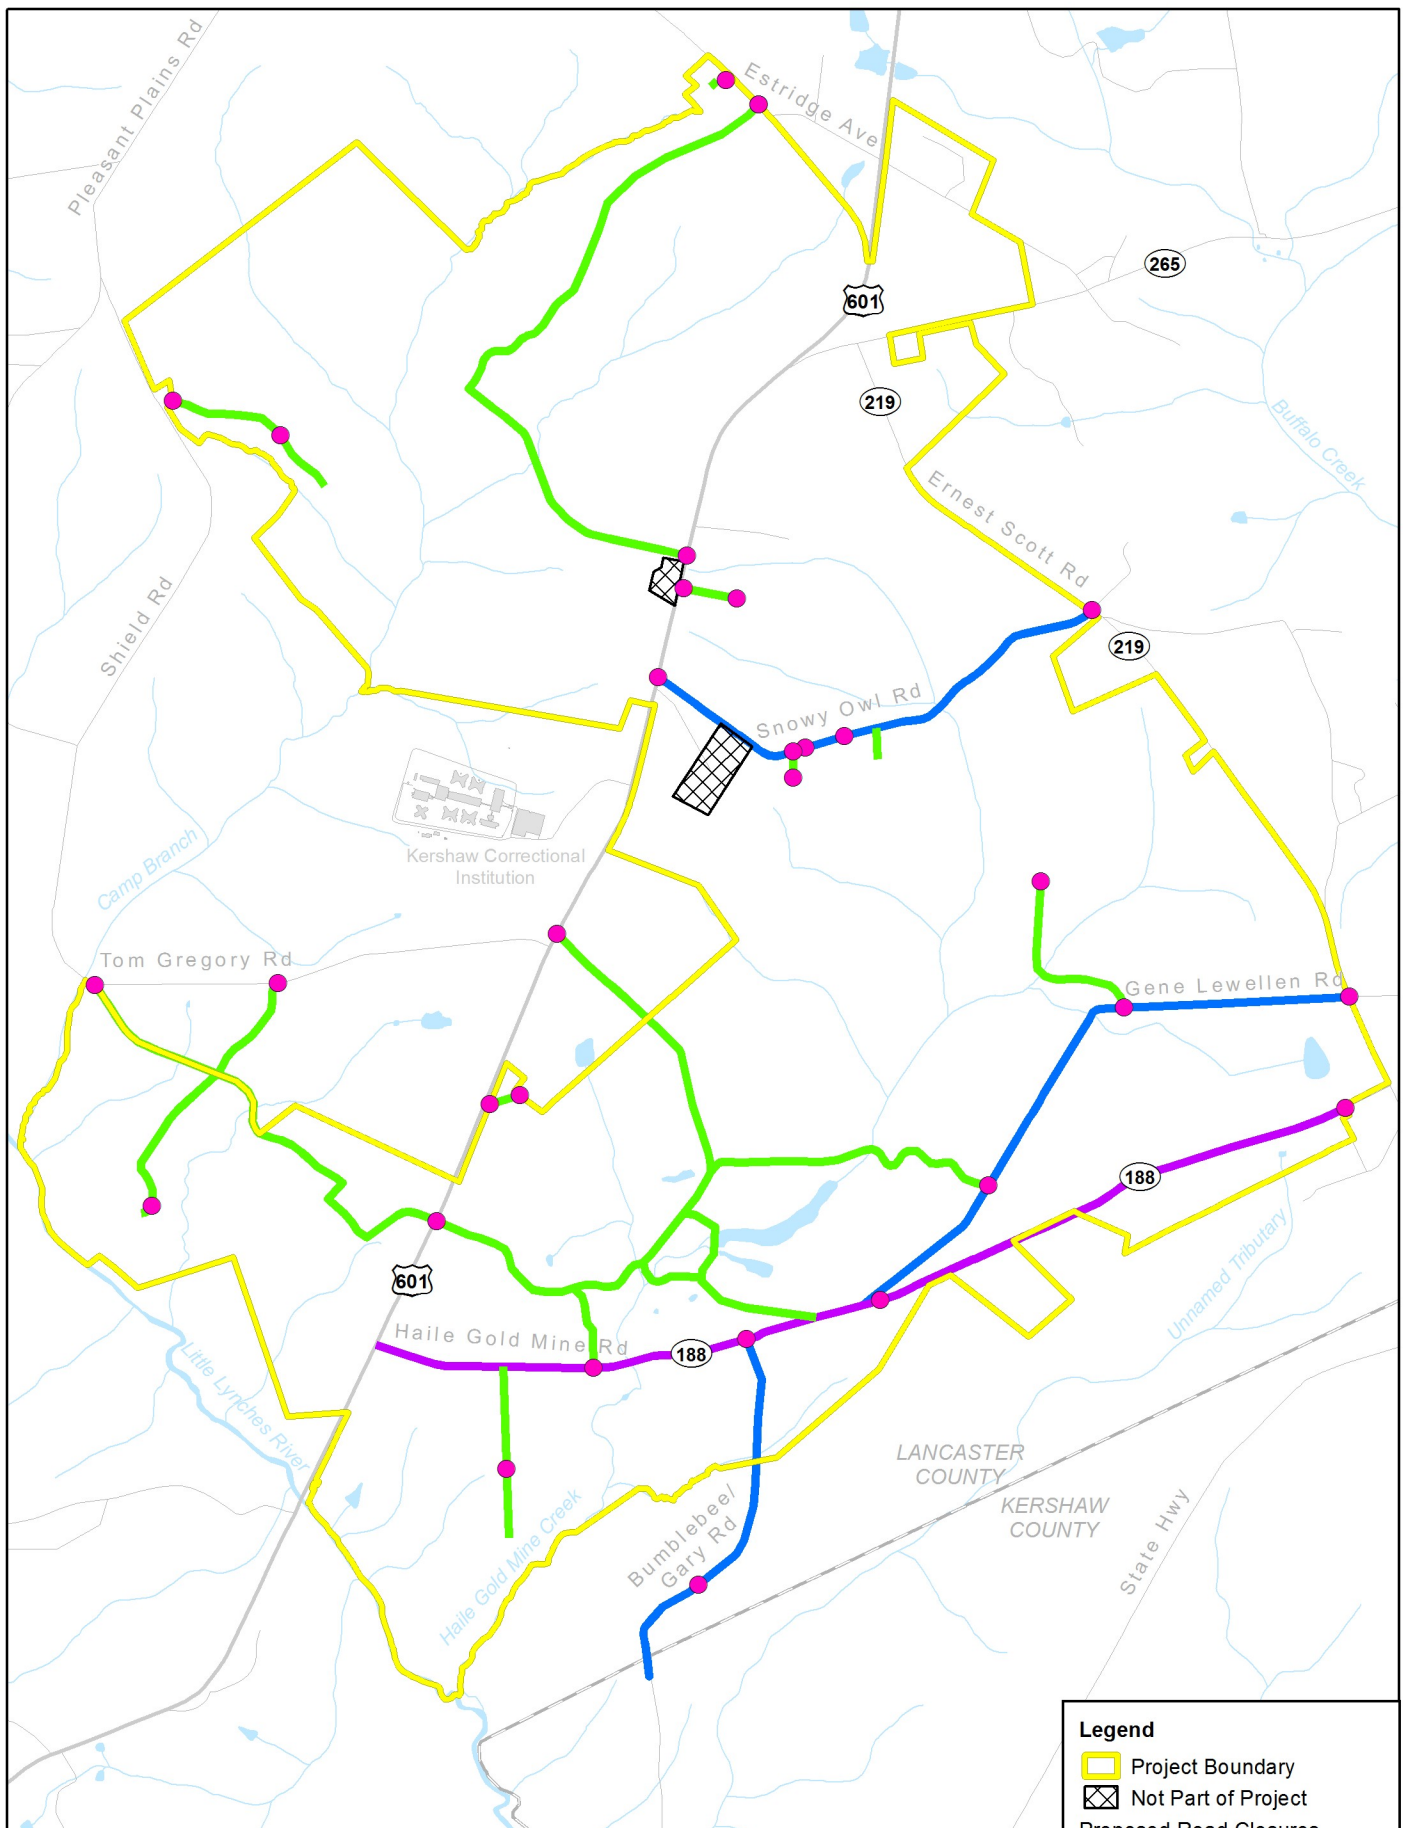 Pleasant Plains Rd
Estridge Ave
265
601
219
Buffalo Creek
Ernest Scott Rd
Shield Rd
219
Snowy Owl Rd
Kershaw Correctional
Institution
Camp Branch
Tom Gregory Rd
Gene Lewellen Rd
188
Unnamed Tributary
601
Haile Gold Mine Rd
188
Little Lynches River
LANCASTER
COUNTY
KERSHAW
COUNTY
Bumblebee/
Gary Rd
State Hwy
Haile Gold Mine Creek
Legend
Project Boundary
Not Part of Project
Proposed Road Closures